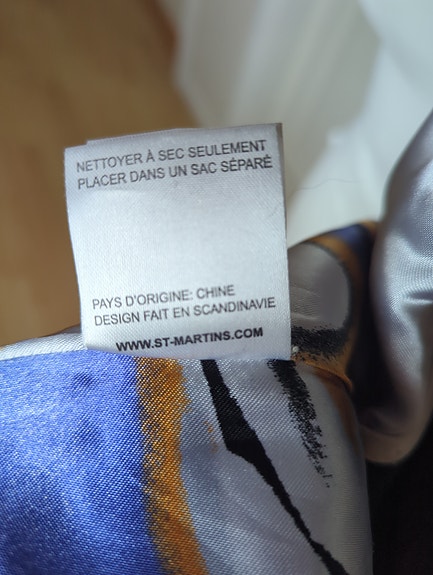 NETTOYER À SEC SEULEMENT
PLACER DANS UN SAC SÉPARÉ
PAYS D'ORIGINE: CHINE
DESIGN FAIT EN SCANDINAVIE
WWW.ST-MARTINS.COM